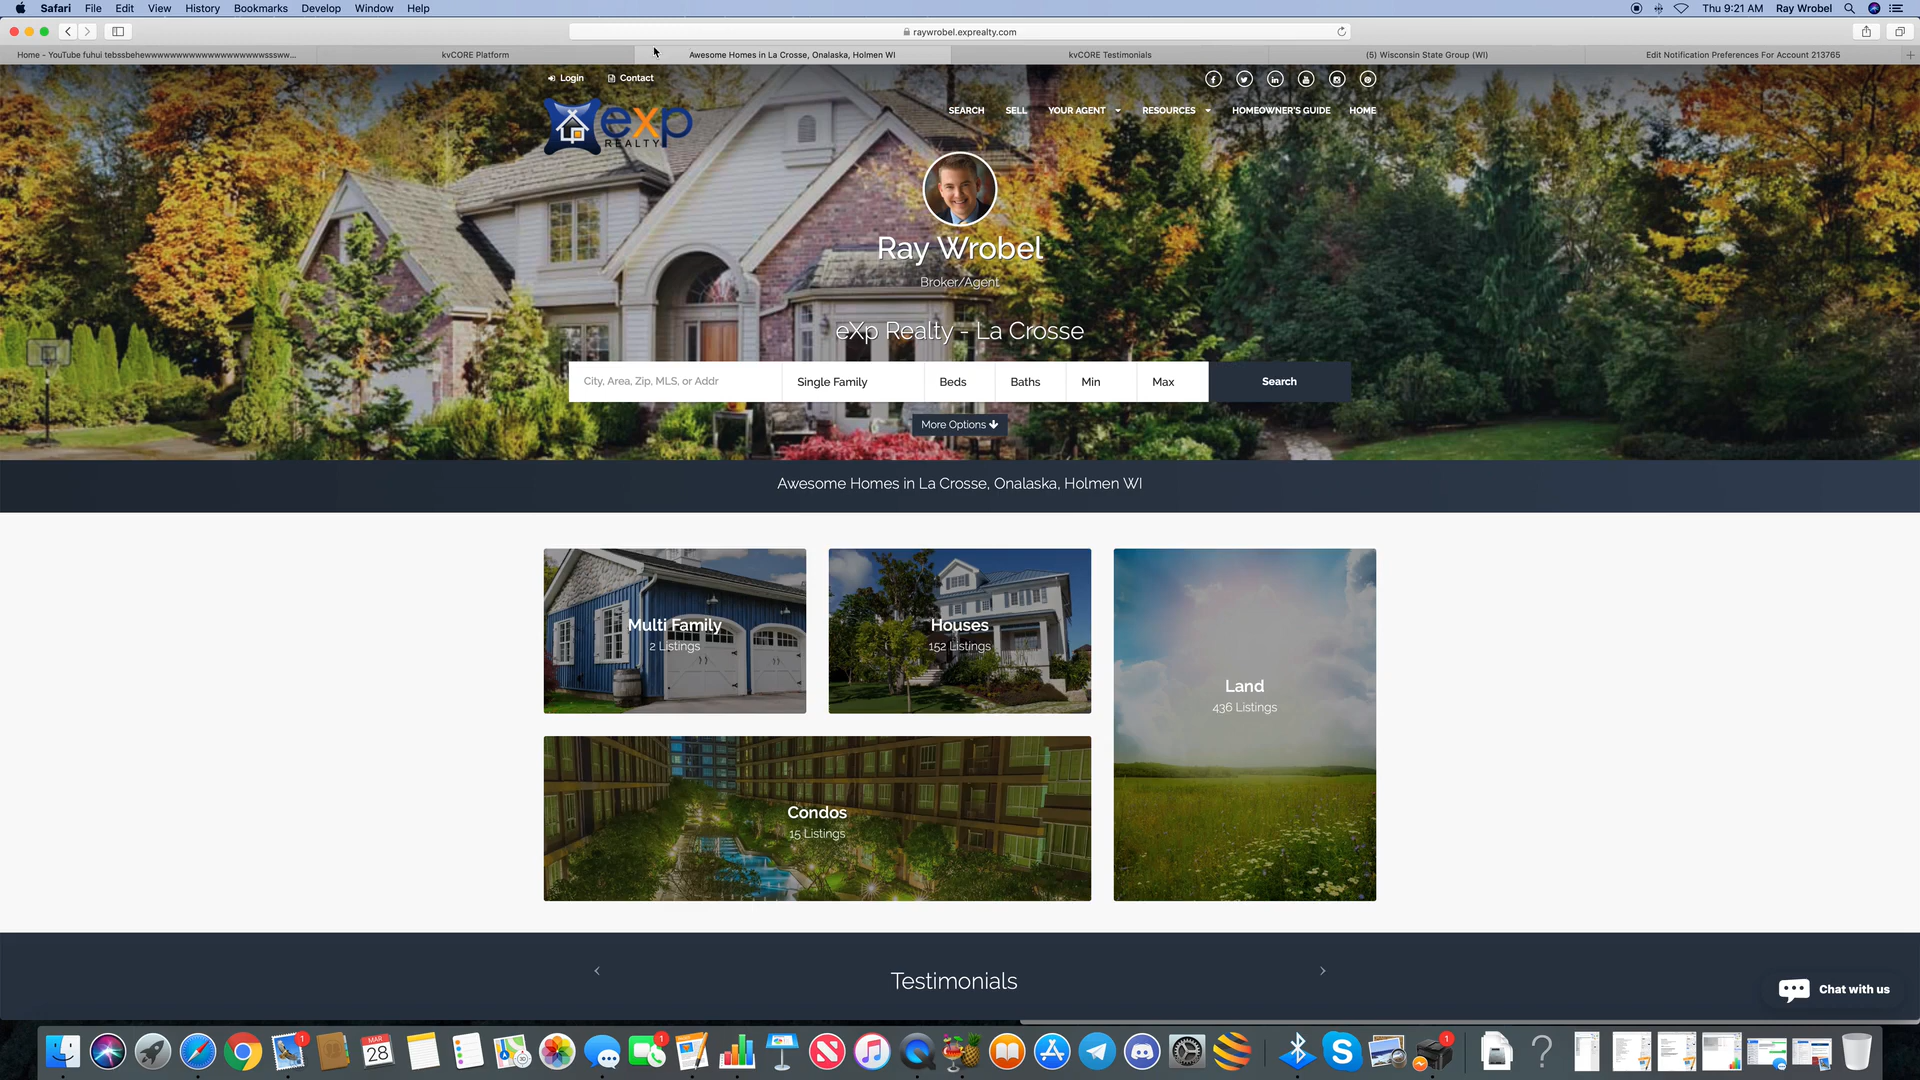 Safari File Edit View History Bookmarks Develop Window Help Thu 9:21 AM Ray Wrobel
raywrobel.exprealty.com
Home - YouTube fuhui tebssbehewwwwwwwwwwwwwwwwwwwssssw... kvCORE Platform Awesome Homes in La Crosse, Onalaska, Holmen WI kvCORE Testimonials (5) Wisconsin State Group (WI) Edit Notification Preferences For Account 213765
Login Contact
eXp
REALTY
SEARCH SELL YOUR AGENT RESOURCES HOMEOWNER'S GUIDE HOME
Ray Wrobel
Broker/Agent
eXp Realty - La Crosse
City, Area, Zip, MLS, or Addr Single Family Beds Baths Min Max Search
More Options
Awesome Homes in La Crosse, Onalaska, Holmen WI
Multi Family
2 Listings
Houses
152 Listings
Land
436 Listings
Condos
15 Listings
Testimonials
Chat with us
1
MAR
28
1
1